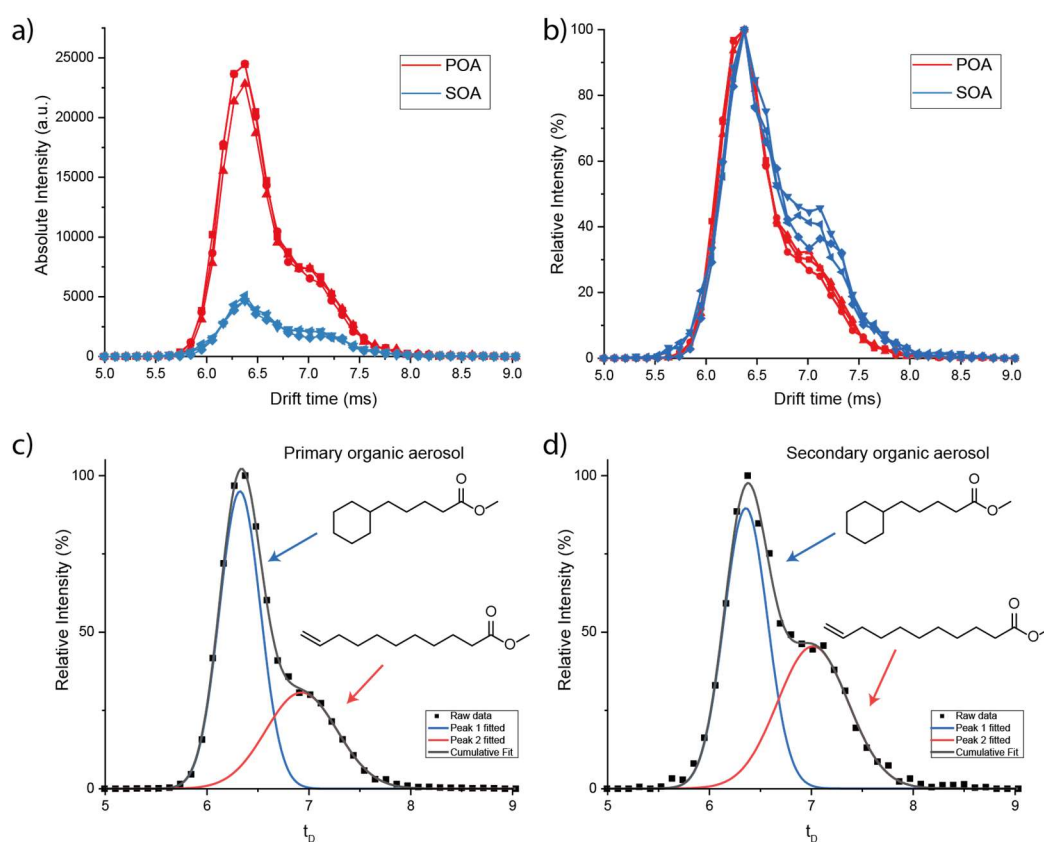 a)
25000
20000
15000
10000
5000
0
Absolute Intensity (a.u.)
POA
SOA
5.0 5.5 6.0 6.5 7.0 7.5 8.0 8.5 9.0
Drift time (ms)
b)
100
80
60
40
20
0
Relative Intensity (%)
POA
SOA
5.0 5.5 6.0 6.5 7.0 7.5 8.0 8.5 9.0
Drift time (ms)
c)
Primary organic aerosol
100
50
0
Relative Intensity (%)
O
O
O
O
Raw data
Peak 1 fitted
Peak 2 fitted
Cumulative Fit
5 6 7 8 9
tD
d)
Secondary organic aerosol
100
50
0
Relative Intensity (%)
O
O
O
O
Raw data
Peak 1 fitted
Peak 2 fitted
Cumulative Fit
5 6 7 8 9
tD